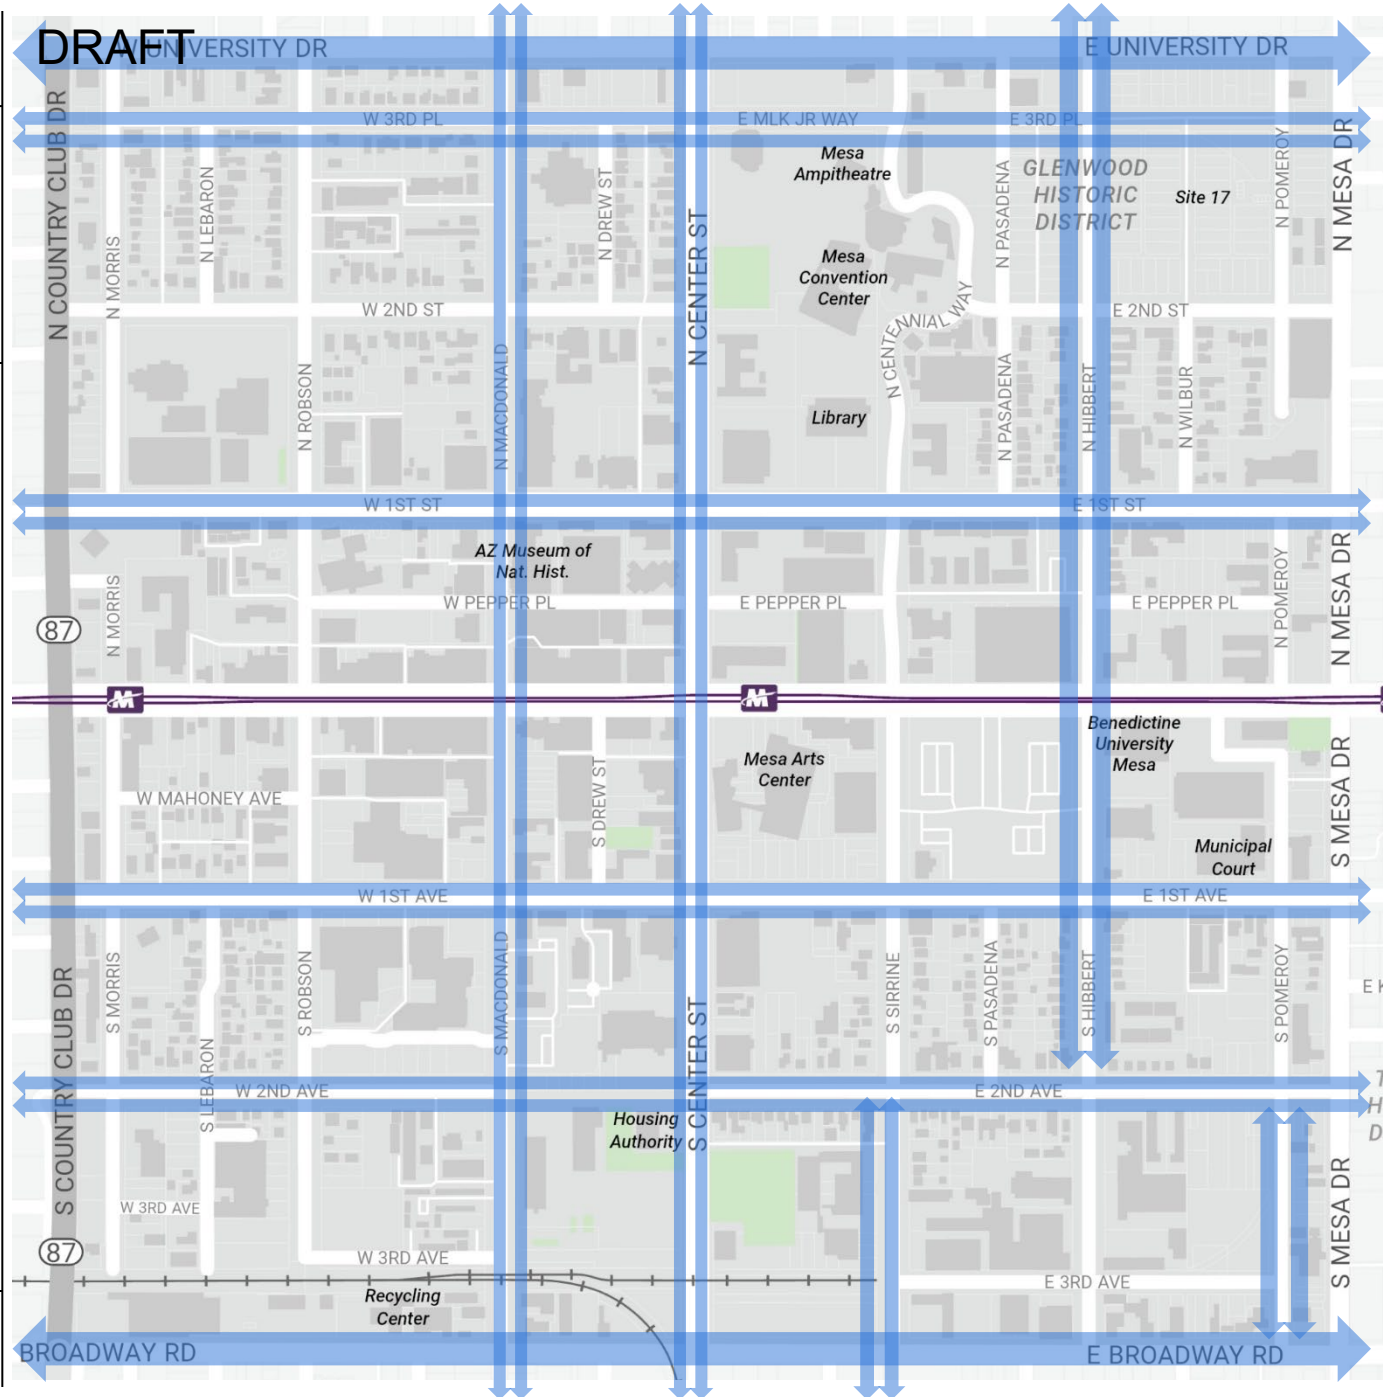 DRAFT
W UNIVERSITY DR
E UNIVERSITY DR
W 3RD PL
E MLK JR WAY
E 3RD PL
N COUNTRY CLUB DR
N MORRIS
N LEBARON
N DREW ST
N CENTER ST
Mesa
Ampitheatre
N PASADENA
GLENWOOD
HISTORIC
DISTRICT
Site 17
N POMEROY
N MESA DR
Mesa
Convention
Center
W 2ND ST
N CENTENNIAL WAY
E 2ND ST
N ROBSON
N MACDONALD
Library
N PASADENA
N HIBBERT
N WILBUR
W 1ST ST
E 1ST ST
AZ Museum of
Nat. Hist.
N MORRIS
W PEPPER PL
E PEPPER PL
E PEPPER PL
N POMEROY
N MESA DR
87
M
M
Benedictine
University
Mesa
Mesa Arts
Center
W MAHONEY AVE
S DREW ST
S MESA DR
Municipal
Court
W 1ST AVE
E 1ST AVE
S COUNTRY CLUB DR
S MORRIS
S LEBARON
S ROBSON
S MACDONALD
S CENTER ST
S SIRRINE
S PASADENA
S HIBBERT
S POMEROY
E K
W 2ND AVE
E 2ND AVE
T
H
D
Housing
Authority
W 3RD AVE
S MESA DR
87
W 3RD AVE
E 3RD AVE
Recycling
Center
BROADWAY RD
E BROADWAY RD